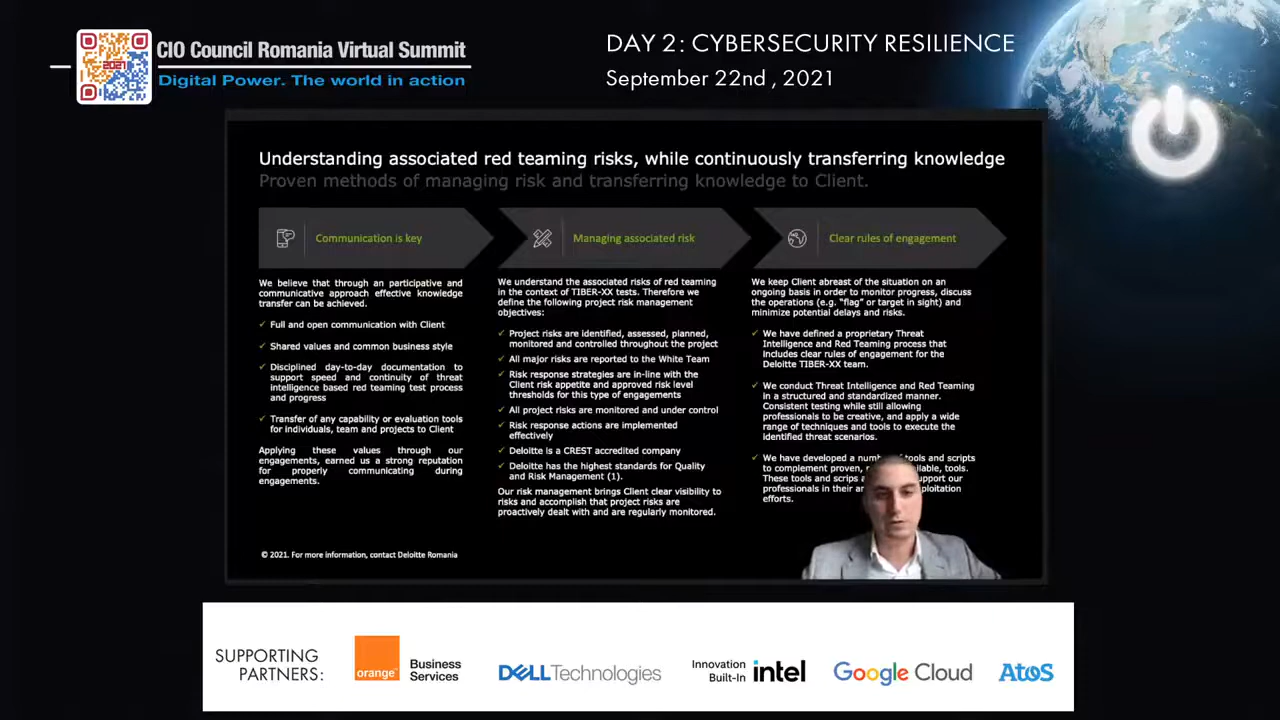 2021
CIO Council Romania Virtual Summit
Digital Power. The world in action
DAY 2: CYBERSECURITY RESILIENCE
September 22nd , 2021
Understanding associated red teaming risks, while continuously transferring knowledge
Proven methods of managing risk and transferring knowledge to Client.
Communication is key
We believe that through an participative and
communicative approach effective knowledge
transfer can be achieved.
✓ Full and open communication with Client
✓ Shared values and common business style
✓ Disciplined day-to-day documentation to
support speed and continuity of threat
intelligence based red teaming test process
and progress
✓ Transfer of any capability or evaluation tools
for individuals, team and projects to Client
Applying these values through our
engagements, earned us a strong reputation
for properly communicating during
engagements.
Managing associated risk
We understand the associated risks of red teaming
in the context of TIBER-XX tests. Therefore we
define the following project risk management
objectives:
✓ Project risks are identified, assessed, planned,
monitored and controlled throughout the project
✓ All major risks are reported to the White Team
✓ Risk response strategies are in-line with the
Client risk appetite and approved risk level
thresholds for this type of engagements
✓ All project risks are monitored and under control
✓ Risk response actions are implemented
effectively
✓ Deloitte is a CREST accredited company
✓ Deloitte has the highest standards for Quality
and Risk Management (1).
Our risk management brings Client clear visibility to
risks and accomplish that project risks are
proactively dealt with and are regularly monitored.
Clear rules of engagement
We keep Client abreast of the situation on an
ongoing basis in order to monitor progress, discuss
the operations (e.g. “flag” or target in sight) and
minimize potential delays and risks.
✓ We have defined a proprietary Threat
Intelligence and Red Teaming process that
includes clear rules of engagement for the
Deloitte TIBER-XX team.
✓ We conduct Threat Intelligence and Red Teaming
in a structured and standardized manner.
Consistent testing while still allowing
professionals to be creative, and apply a wide
range of techniques and tools to execute the
identified threat scenarios.
✓ We have developed a tools and scripts
to complement proven, tools.
These tools and scrips support our
professionals in their
efforts.
© 2021. For more information, contact Deloitte Romania
SUPPORTING
PARTNERS:
orange™
Business
Services
DELL Technologies
Innovation
Built-In
intel
Google Cloud
Atos